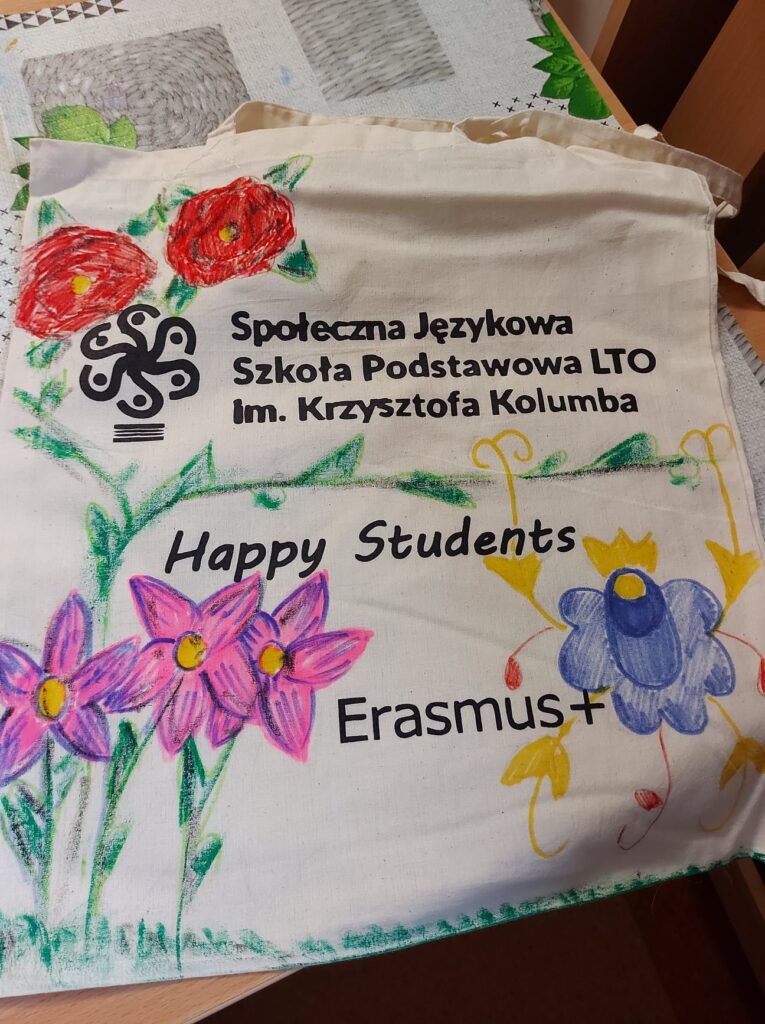 Społeczna Językowa
Szkoła Podstawowa LTO
im. Krzysztofa Kolumba
Happy Students
Erasmus+